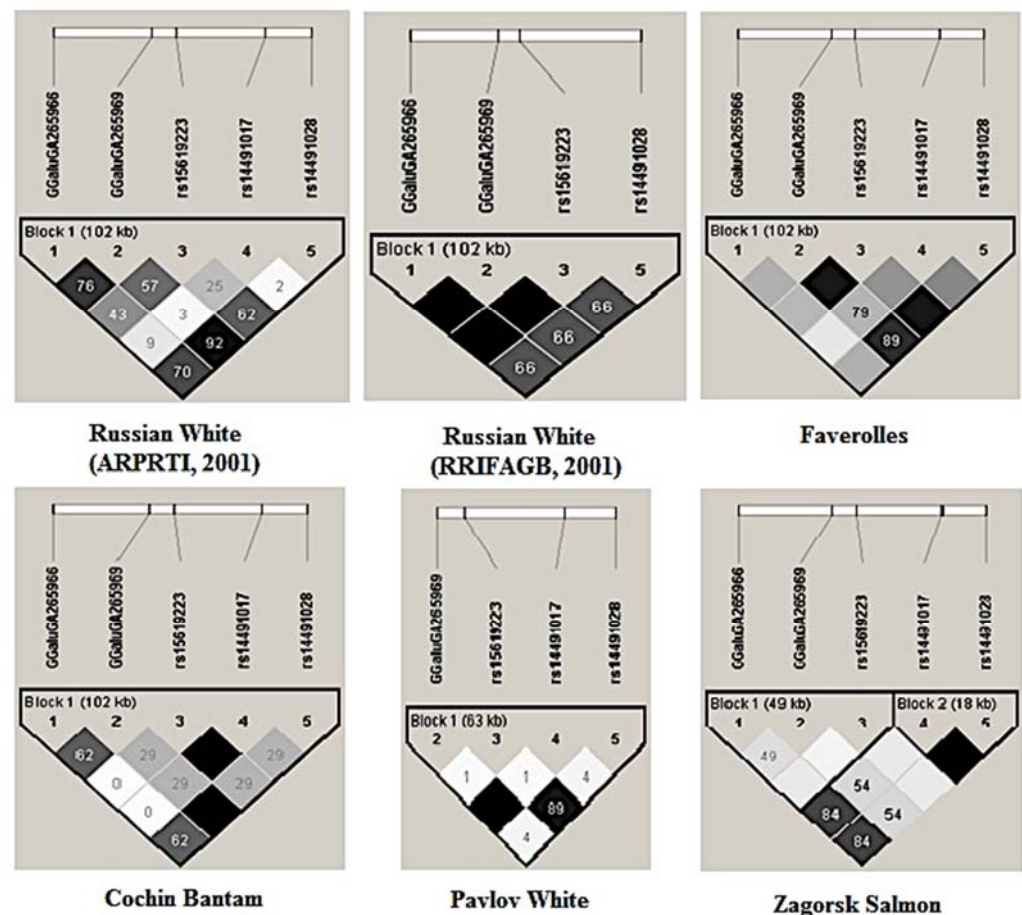 GGaluGA265966
GGaluGA265969
rs15619223
rs14491017
rs14491028
Block 1 (102 kb)
1 2 3 4 5
76 57 25 2
43 3 62
9 92
70
Russian White
(ARPRTI, 2001)
GGaluGA265966
GGaluGA265969
rs15619223
rs14491028
Block 1 (102 kb)
1 2 3 5
66
66
66
Russian White
(RRIFAGB, 2001)
GGaluGA265966
GGaluGA265969
rs15619223
rs14491017
rs14491028
Block 1 (102 kb)
1 2 3 4 5
79
89
Faverolles
GGaluGA265966
GGaluGA265969
rs15619223
rs14491017
rs14491028
Block 1 (102 kb)
1 2 3 4 5
62 29 29
0 29 29
0
62
Cochin Bantam
GGaluGA265969
rs15619223
rs14491017
rs14491028
Block 1 (63 kb)
2 3 4 5
1 1 4
89
4
Pavlov White
GGaluGA265966
GGaluGA265969
rs15619223
rs14491017
rs14491028
Block 1 (49 kb)
Block 2 (18 kb)
1 2 3 4 5
49
54
84 54
84
Zagorsk Salmon